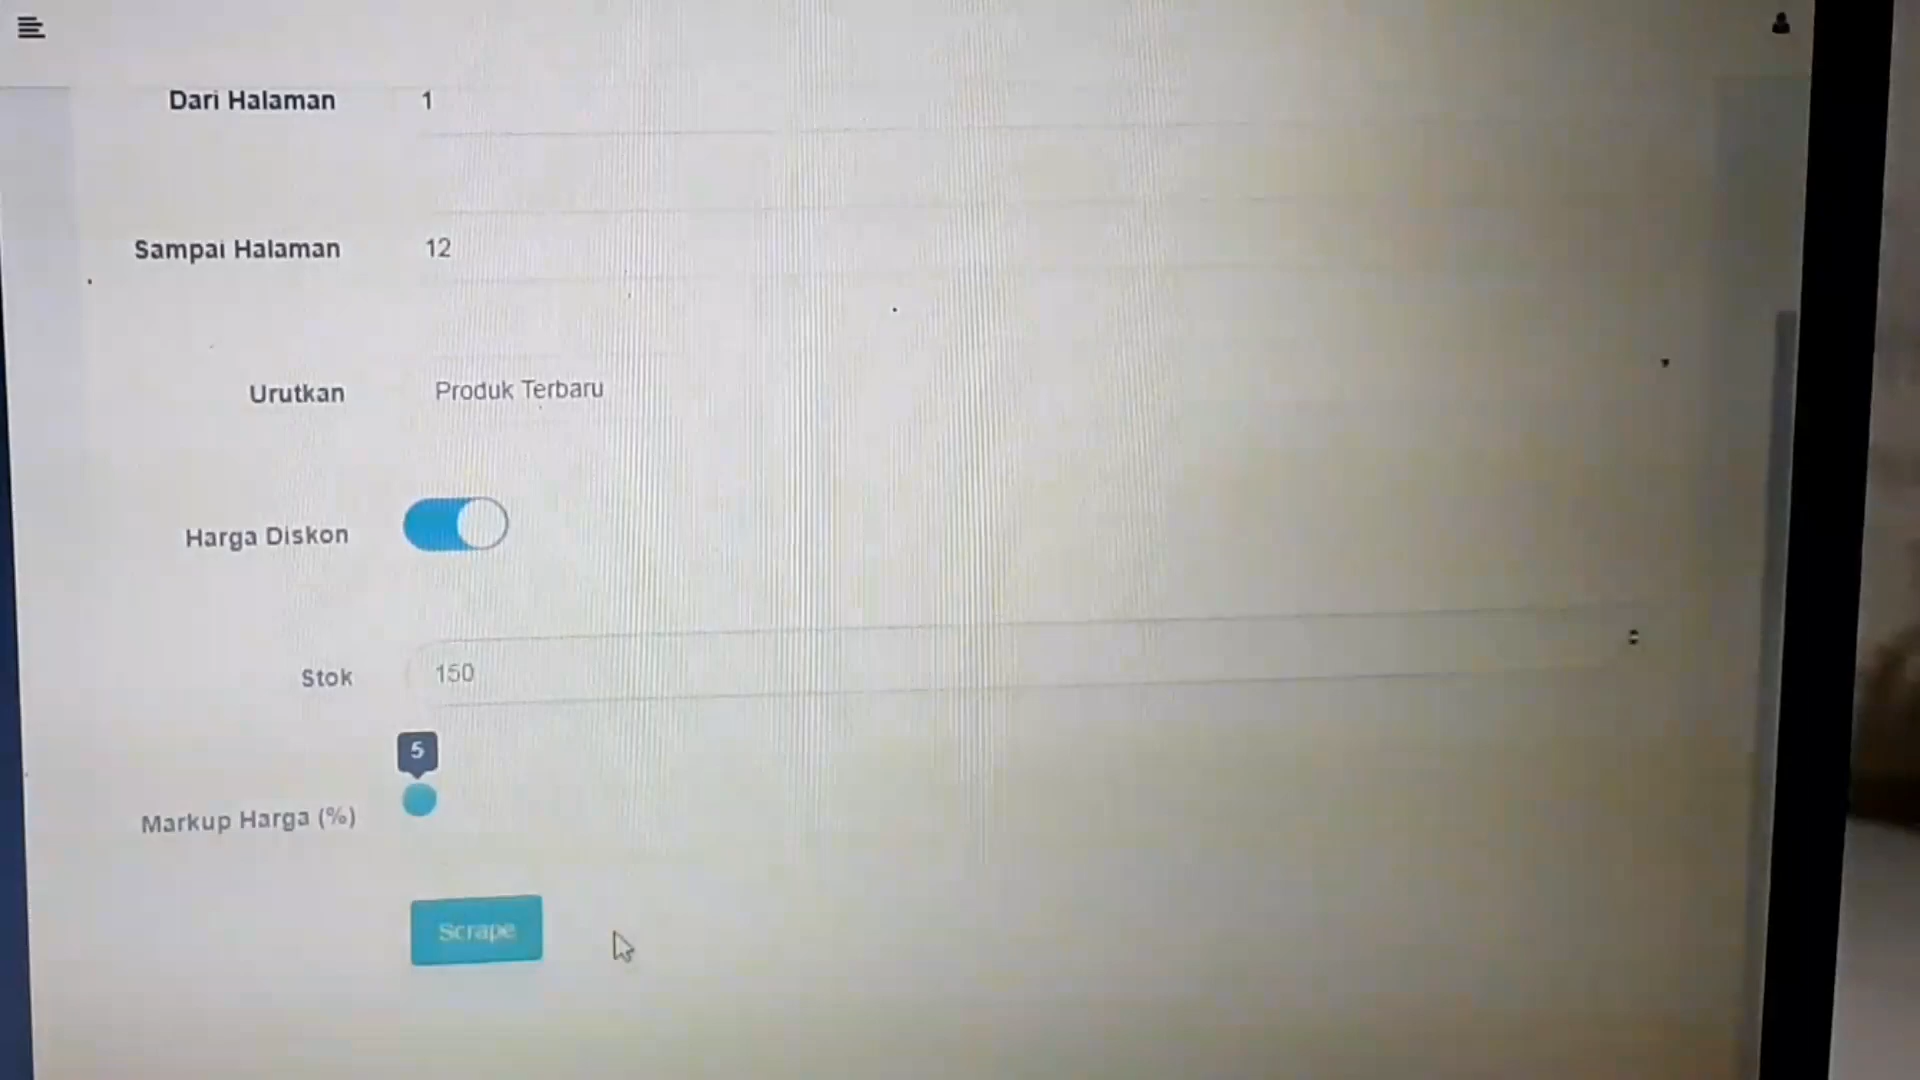 Dari Halaman 1
Sampai Halaman 12
Urutkan Produk Terbaru
Harga Diskon
Stok 150
5
Markup Harga (%)
Scrape